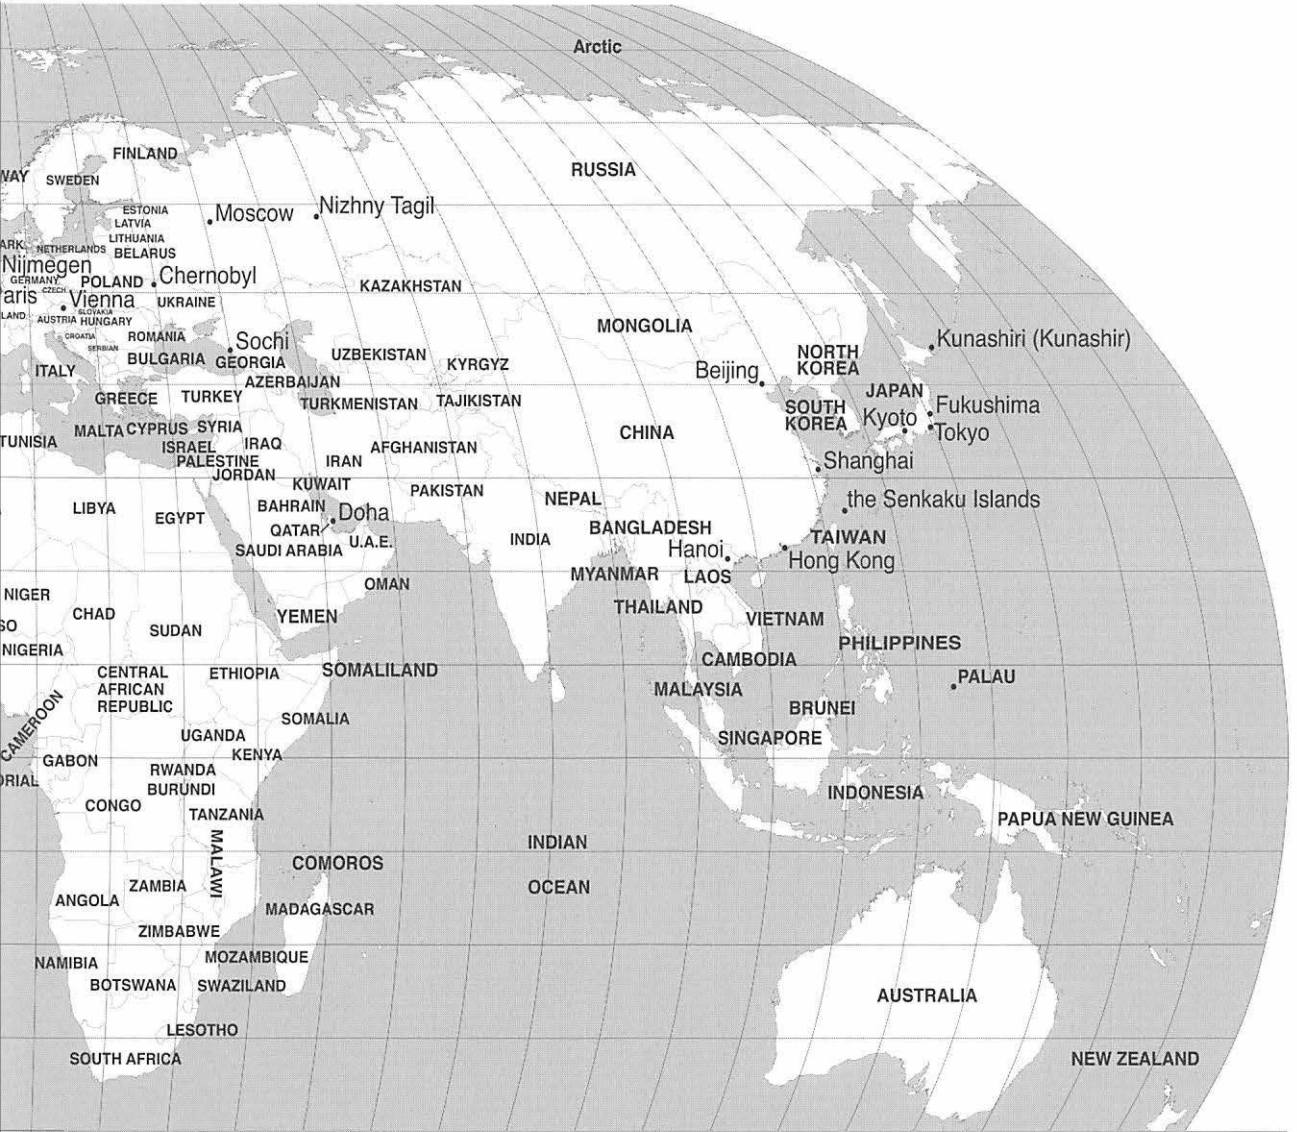 Arctic
FINLAND
RUSSIA
WAY
SWEDEN
Nizhny Tagil
ESTONIA
Moscow
LATVIA
LITHUANIA
ARK
NETHERLANDS
BELARUS
Nijmegen
Chernobyl
GERMANY
POLAND
CZECH
KAZAKHSTAN
aris
Vienna
UKRAINE
SLOVAKIA
LAND
AUSTRIA
HUNGARY
MONGOLIA
CROATIA
ROMANIA
Sochi
Kunashiri (Kunashir)
SERBIAN
BULGARIA
GEORGIA
UZBEKISTAN
KYRGYZ
NORTH
KOREA
ITALY
Beijing
AZERBAIJAN
JAPAN
GREECE
TURKEY
TURKMENISTAN
TAJIKISTAN
SOUTH
KOREA
Fukushima
Kyoto
Tokyo
MALTA
CYPRUS
SYRIA
CHINA
TUNISIA
ISRAEL
IRAQ
AFGHANISTAN
PALESTINE
IRAN
Shanghai
JORDAN
KUWAIT
PAKISTAN
NEPAL
the Senkaku Islands
LIBYA
EGYPT
BAHRAIN
Doha
QATAR
BANGLADESH
TAIWAN
SAUDI ARABIA
U.A.E.
INDIA
Hanoi
Hong Kong
OMAN
MYANMAR
LAOS
NIGER
CHAD
YEMEN
THAILAND
VIETNAM
SO
SUDAN
NIGERIA
PHILIPPINES
CENTRAL
AFRICAN
REPUBLIC
ETHIOPIA
SOMALILAND
CAMBODIA
PALAU
MALAYSIA
CAMEROON
SOMALIA
BRUNEI
UGANDA
SINGAPORE
KENYA
GABON
RWANDA
ORIAL
BURUNDI
INDONESIA
CONGO
TANZANIA
PAPUA NEW GUINEA
MALAWI
INDIAN
OCEAN
COMOROS
ZAMBIA
ANGOLA
MADAGASCAR
ZIMBABWE
NAMIBIA
MOZAMBIQUE
BOTSWANA
SWAZILAND
AUSTRALIA
LESOTHO
SOUTH AFRICA
NEW ZEALAND